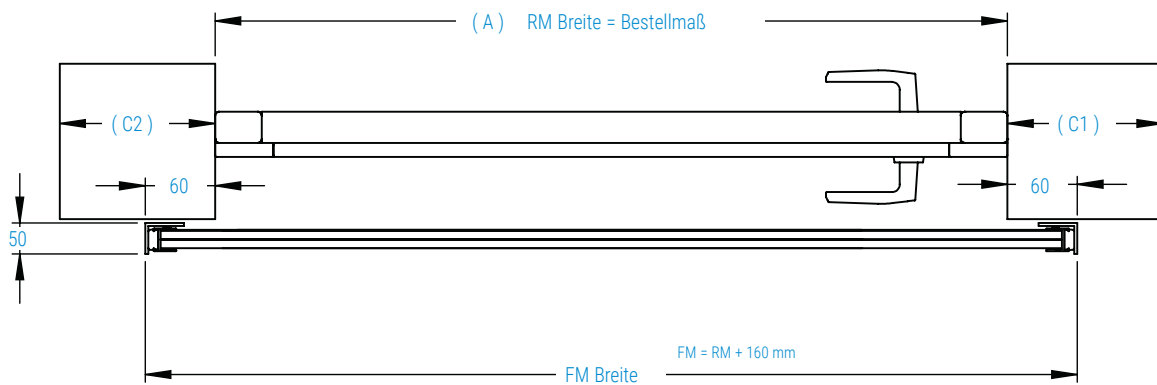 ( A ) RM Breite = Bestellmaß
( C2 )
( C1 )
60
60
50
FM = RM + 160 mm
FM Breite